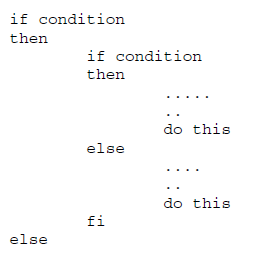 if condition
then
if condition
then
.....
..
do this
else
....
..
do this
fi
else